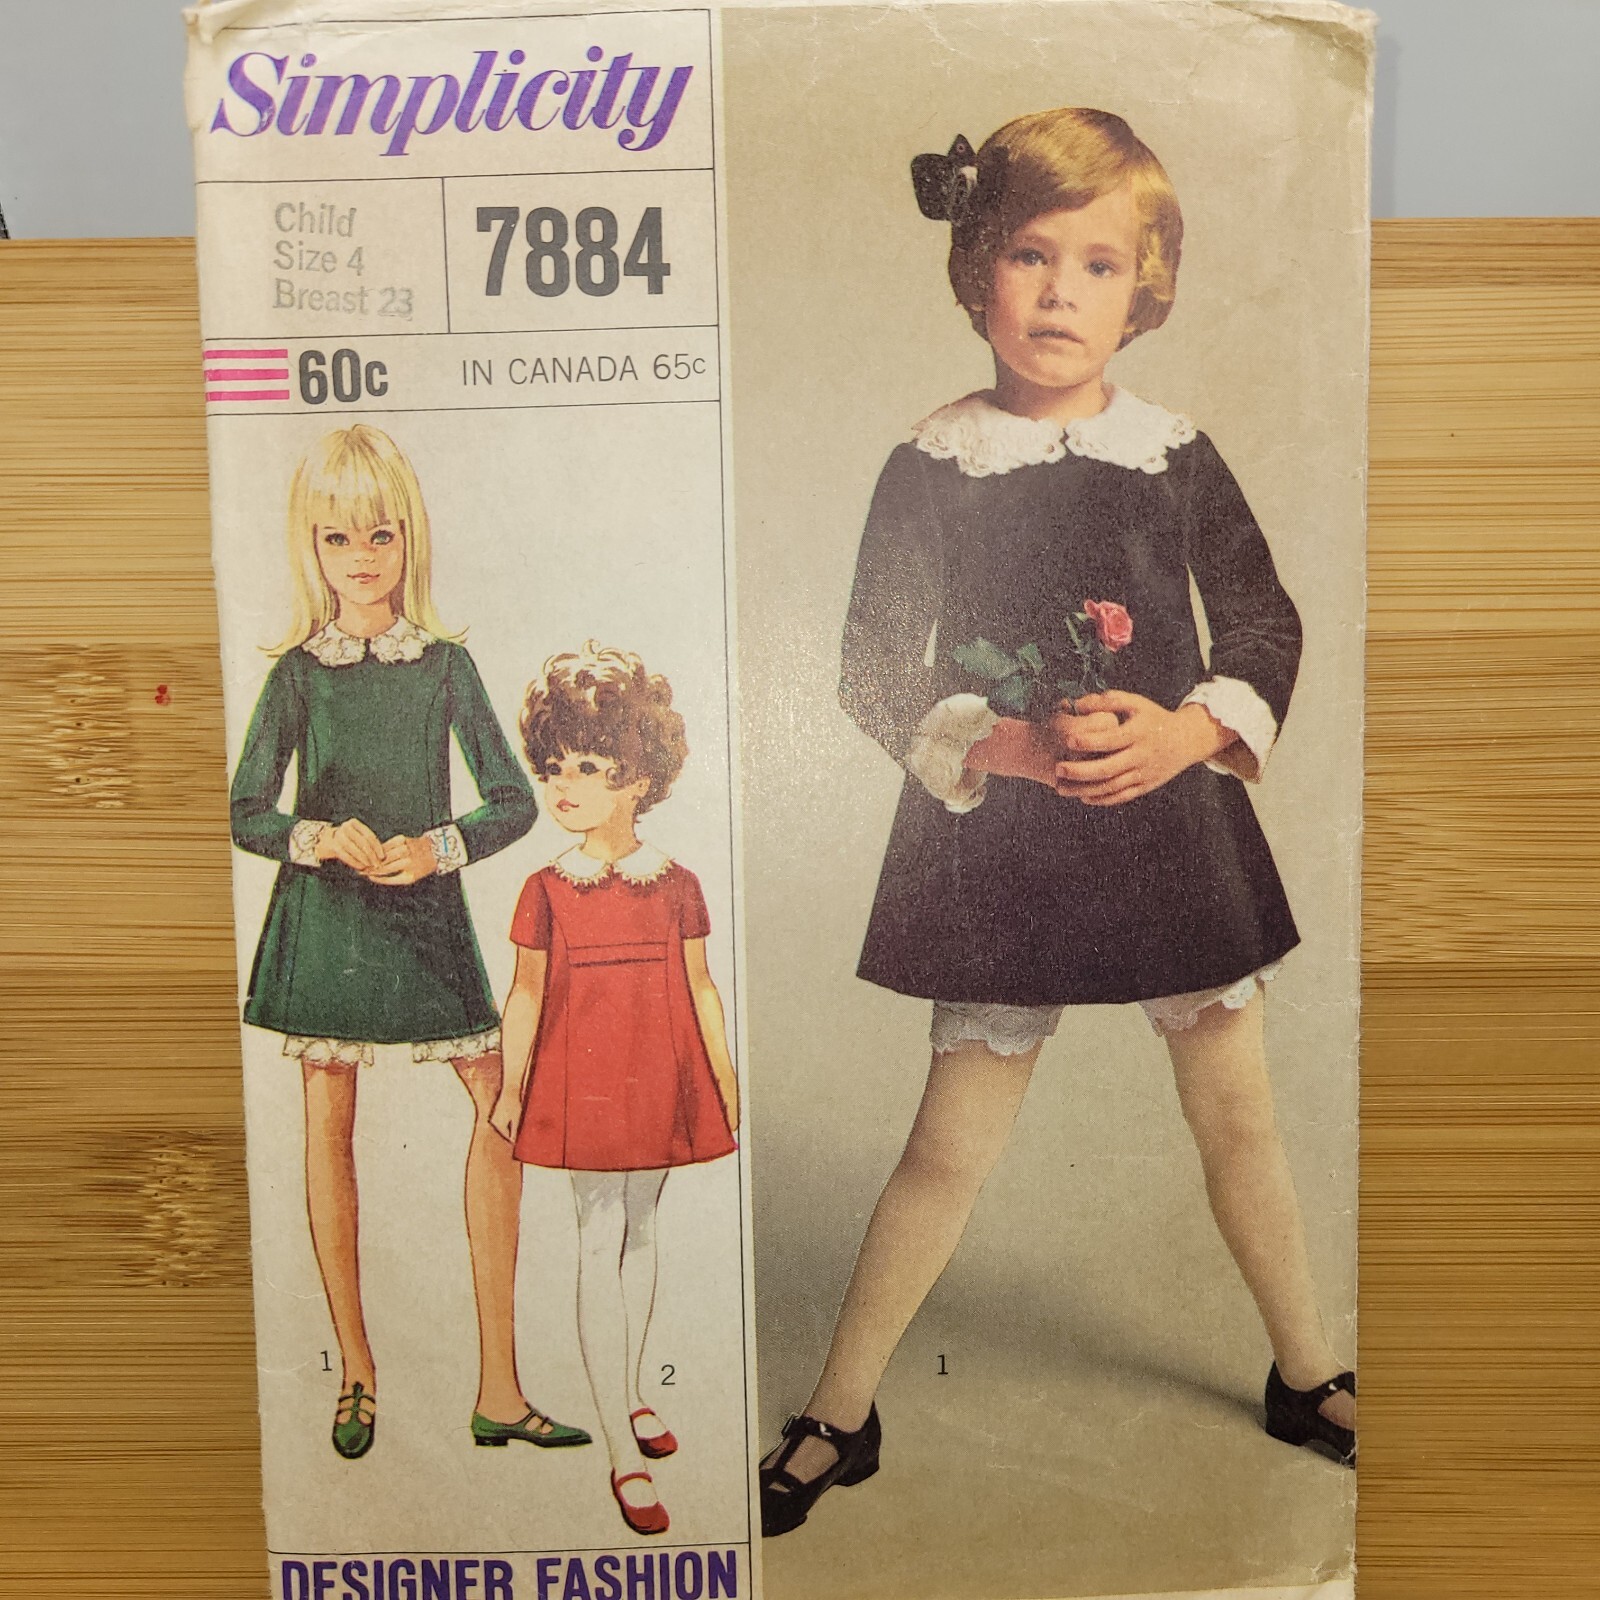 Simplicity
Child
Size 4
Breast 23
7884
60c
IN CANADA 65c
1
2
1
DESIGNER FASHION